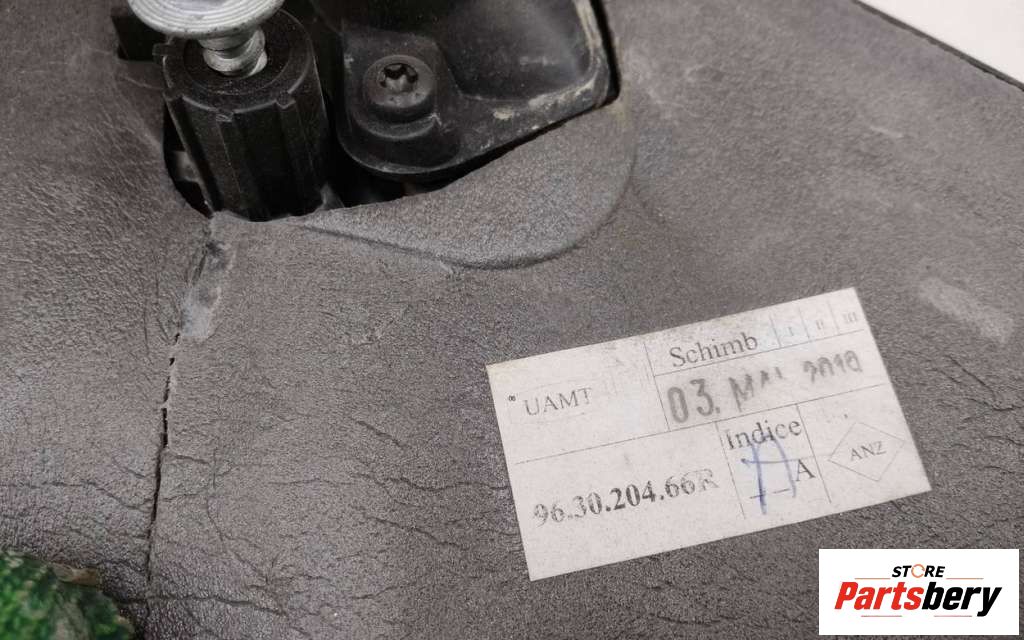 UAMT
Schimb I II III
03. MAI 2010
Indice
96.30.204.66R
A
ANZ
STORE
Partsbery